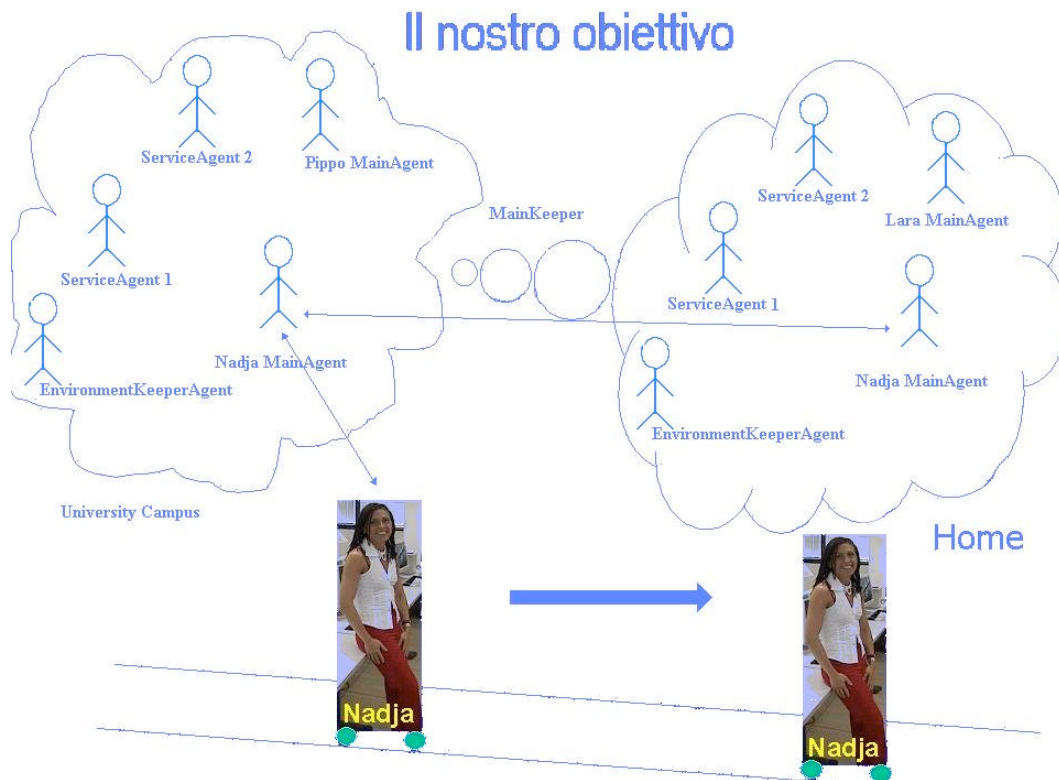 Il nostro obiettivo
ServiceAgent 2
Pippo MainAgent
ServiceAgent 1
Nadja MainAgent
EnvironmentKeeperAgent
University Campus
MainKeeper
ServiceAgent 2
Lara MainAgent
ServiceAgent 1
Nadja MainAgent
EnvironmentKeeperAgent
Home
Nadja
Nadja